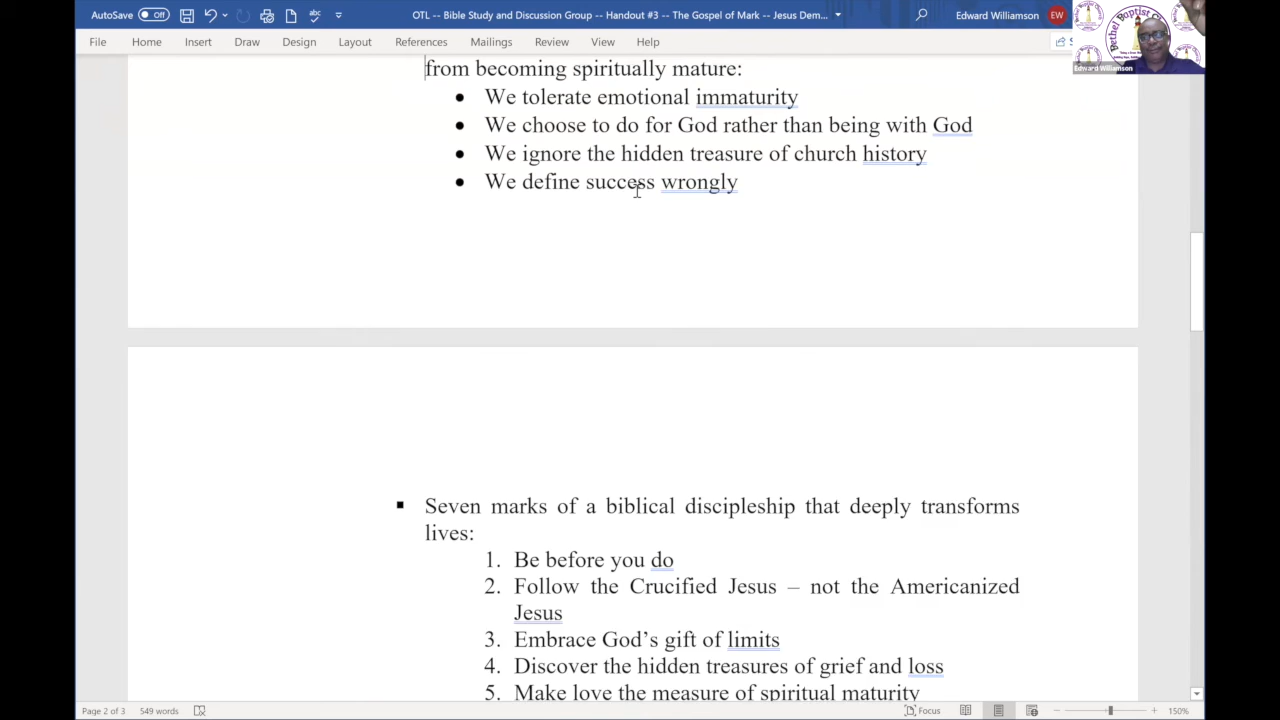 AutoSave Off OTL -- Bible Study and Discussion Group -- Handout #3 -- The Gospel of Mark -- Jesus Dem... Edward Williamson EW
File Home Insert Draw Design Layout References Mailings Review View Help
Bethel Baptist
Edward Williamson
from becoming spiritually mature:
• We tolerate emotional immaturity
• We choose to do for God rather than being with God
• We ignore the hidden treasure of church history
• We define success wrongly
▪ Seven marks of a biblical discipleship that deeply transforms
lives:
1. Be before you do
2. Follow the Crucified Jesus – not the Americanized
Jesus
3. Embrace God’s gift of limits
4. Discover the hidden treasures of grief and loss
5. Make love the measure of spiritual maturity
Page 2 of 3 549 words Focus 150%